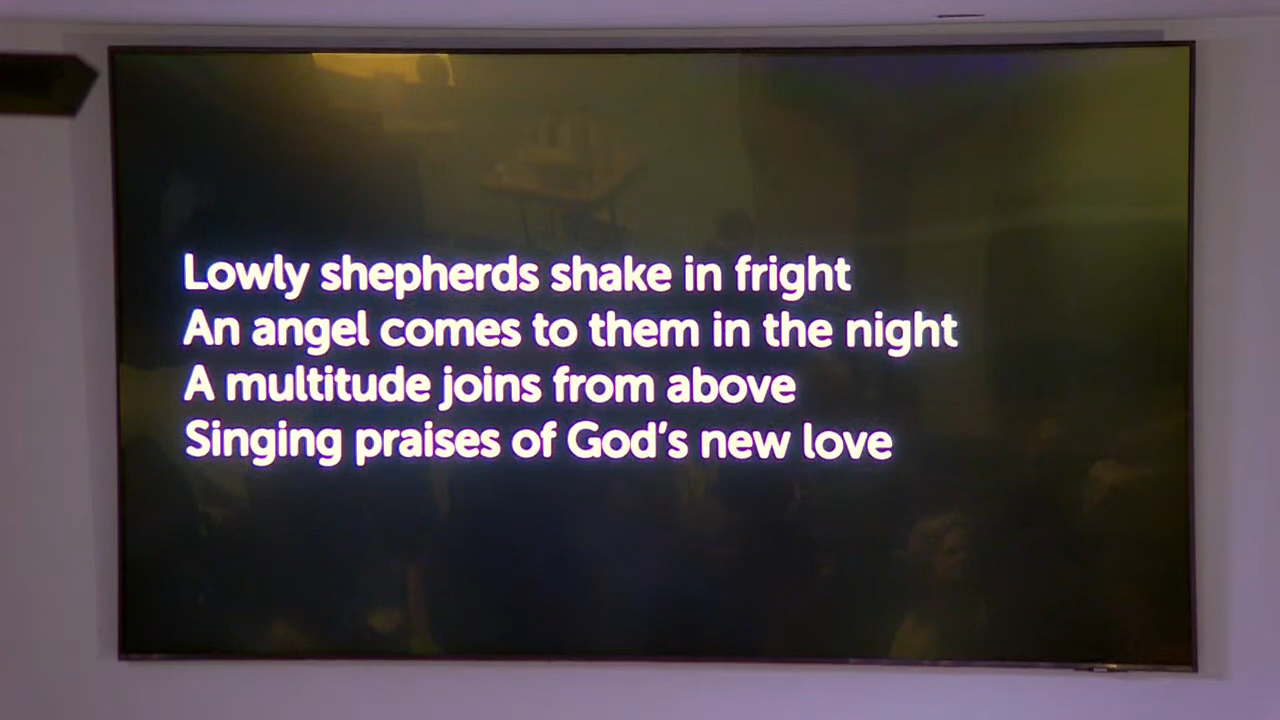 Lowly shepherds shake in fright
An angel comes to them in the night
A multitude joins from above
Singing praises of God's new love